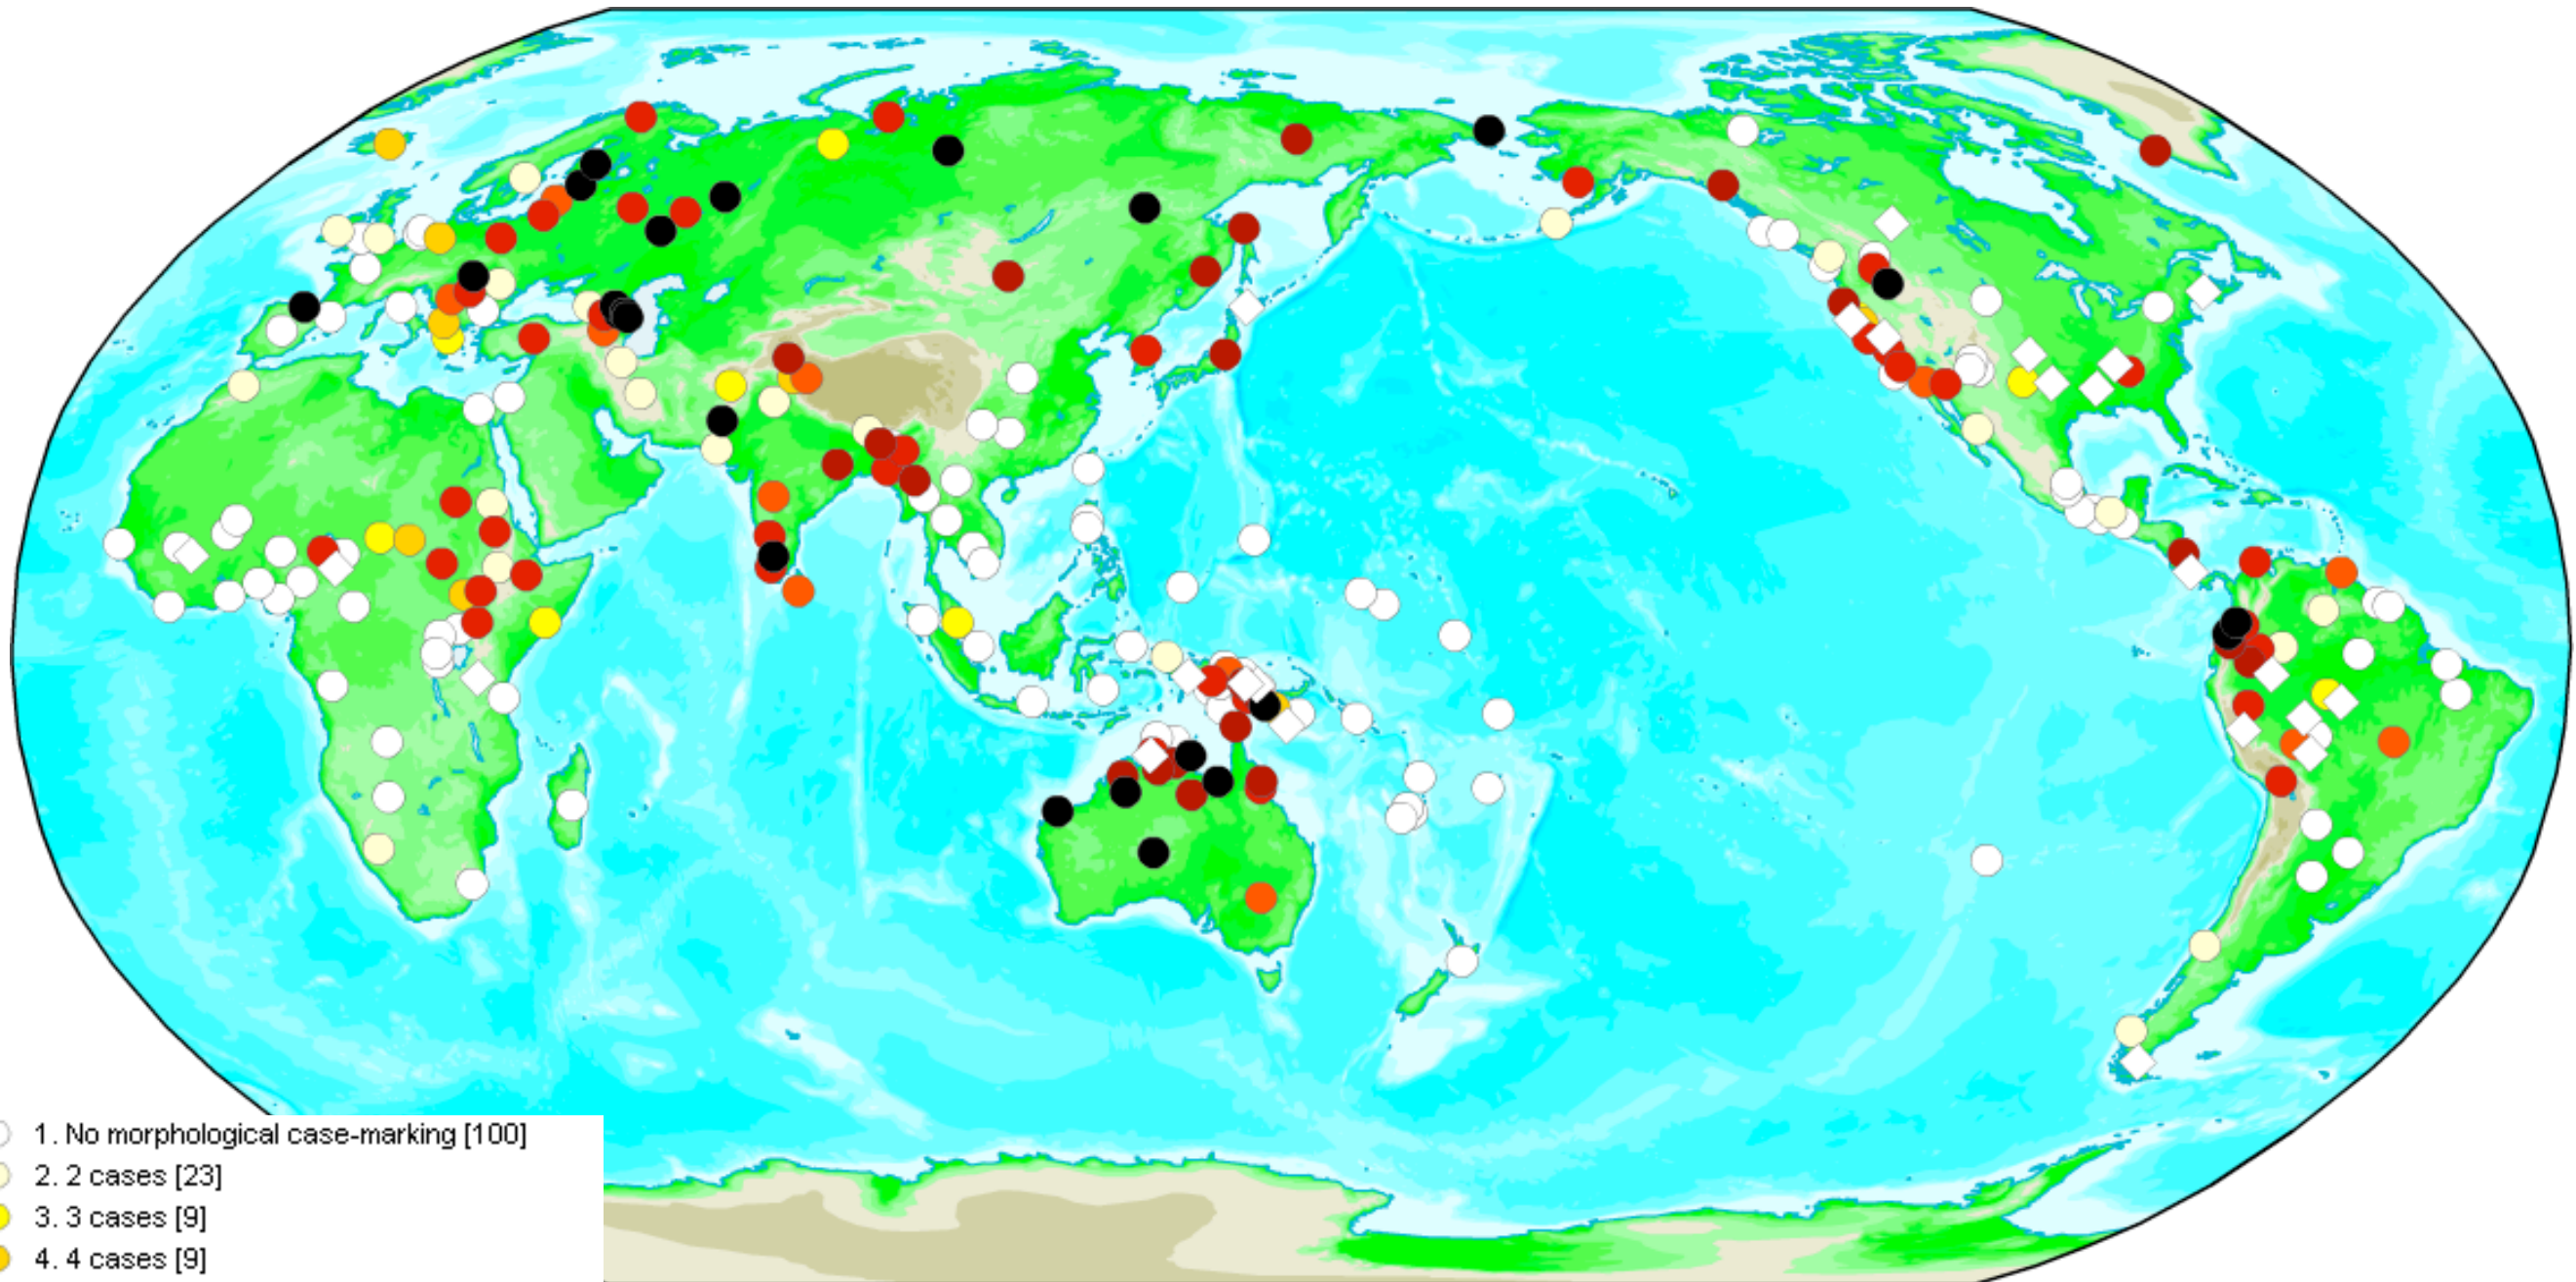 1. No morphological case-marking [100]
2. 2 cases [23]
3. 3 cases [9]
4. 4 cases [9]